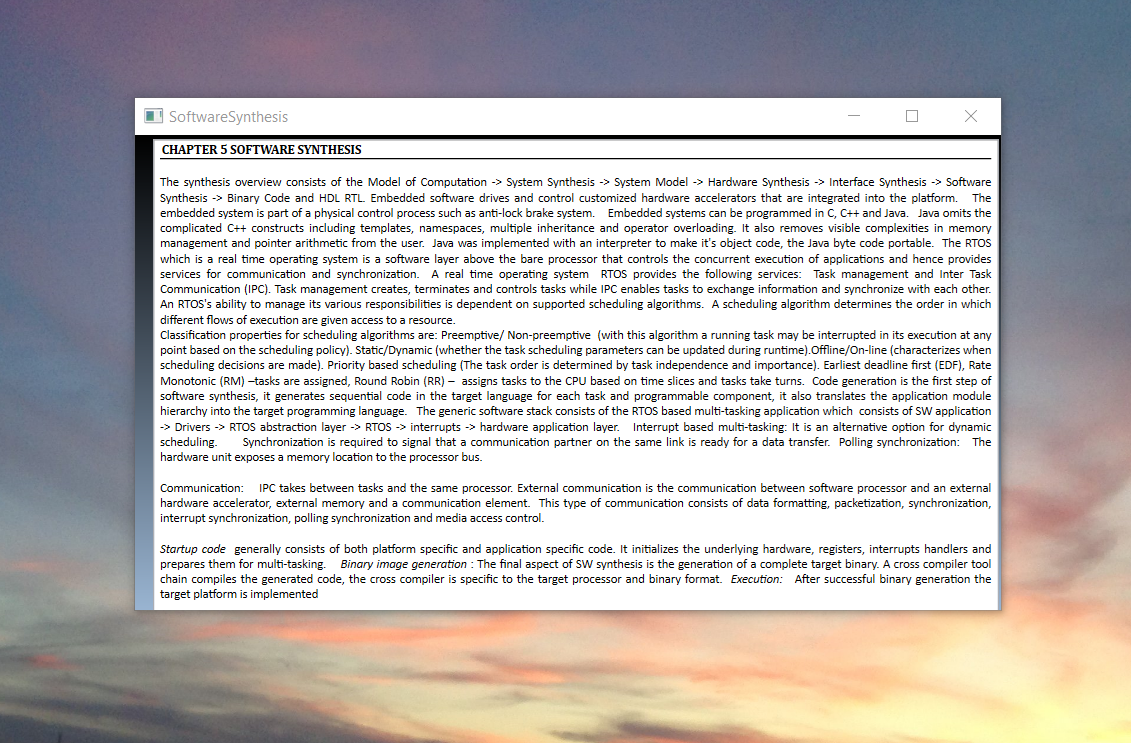 SoftwareSynthesis
CHAPTER 5 SOFTWARE SYNTHESIS
The synthesis overview consists of the Model of Computation -> System Synthesis -> System Model -> Hardware Synthesis -> Interface Synthesis -> Software
Synthesis -> Binary Code and HDL RTL. Embedded software drives and control customized hardware accelerators that are integrated into the platform. The
embedded system is part of a physical control process such as anti-lock brake system. Embedded systems can be programmed in C, C++ and Java. Java omits the
complicated C++ constructs including templates, namespaces, multiple inheritance and operator overloading. It also removes visible complexities in memory
management and pointer arithmetic from the user. Java was implemented with an interpreter to make it's object code, the Java byte code portable. The RTOS
which is a real time operating system is a software layer above the bare processor that controls the concurrent execution of applications and hence provides
services for communication and synchronization. A real time operating system RTOS provides the following services: Task management and Inter Task
Communication (IPC). Task management creates, terminates and controls tasks while IPC enables tasks to exchange information and synchronize with each other.
An RTOS's ability to manage its various responsibilities is dependent on supported scheduling algorithms. A scheduling algorithm determines the order in which
different flows of execution are given access to a resource.
Classification properties for scheduling algorithms are: Preemptive/ Non-preemptive (with this algorithm a running task may be interrupted in its execution at any
point based on the scheduling policy). Static/Dynamic (whether the task scheduling parameters can be updated during runtime).Offline/On-line (characterizes when
scheduling decisions are made). Priority based scheduling (The task order is determined by task independence and importance). Earliest deadline first (EDF), Rate
Monotonic (RM) –tasks are assigned, Round Robin (RR) – assigns tasks to the CPU based on time slices and tasks take turns. Code generation is the first step of
software synthesis, it generates sequential code in the target language for each task and programmable component, it also translates the application module
hierarchy into the target programming language. The generic software stack consists of the RTOS based multi-tasking application which consists of SW application
-> Drivers -> RTOS abstraction layer -> RTOS -> interrupts -> hardware application layer. Interrupt based multi-tasking: It is an alternative option for dynamic
scheduling. Synchronization is required to signal that a communication partner on the same link is ready for a data transfer. Polling synchronization: The
hardware unit exposes a memory location to the processor bus.
Communication: IPC takes between tasks and the same processor. External communication is the communication between software processor and an external
hardware accelerator, external memory and a communication element. This type of communication consists of data formatting, packetization, synchronization,
interrupt synchronization, polling synchronization and media access control.
Startup code generally consists of both platform specific and application specific code. It initializes the underlying hardware, registers, interrupts handlers and
prepares them for multi-tasking. Binary image generation : The final aspect of SW synthesis is the generation of a complete target binary. A cross compiler tool
chain compiles the generated code, the cross compiler is specific to the target processor and binary format. Execution: After successful binary generation the
target platform is implemented